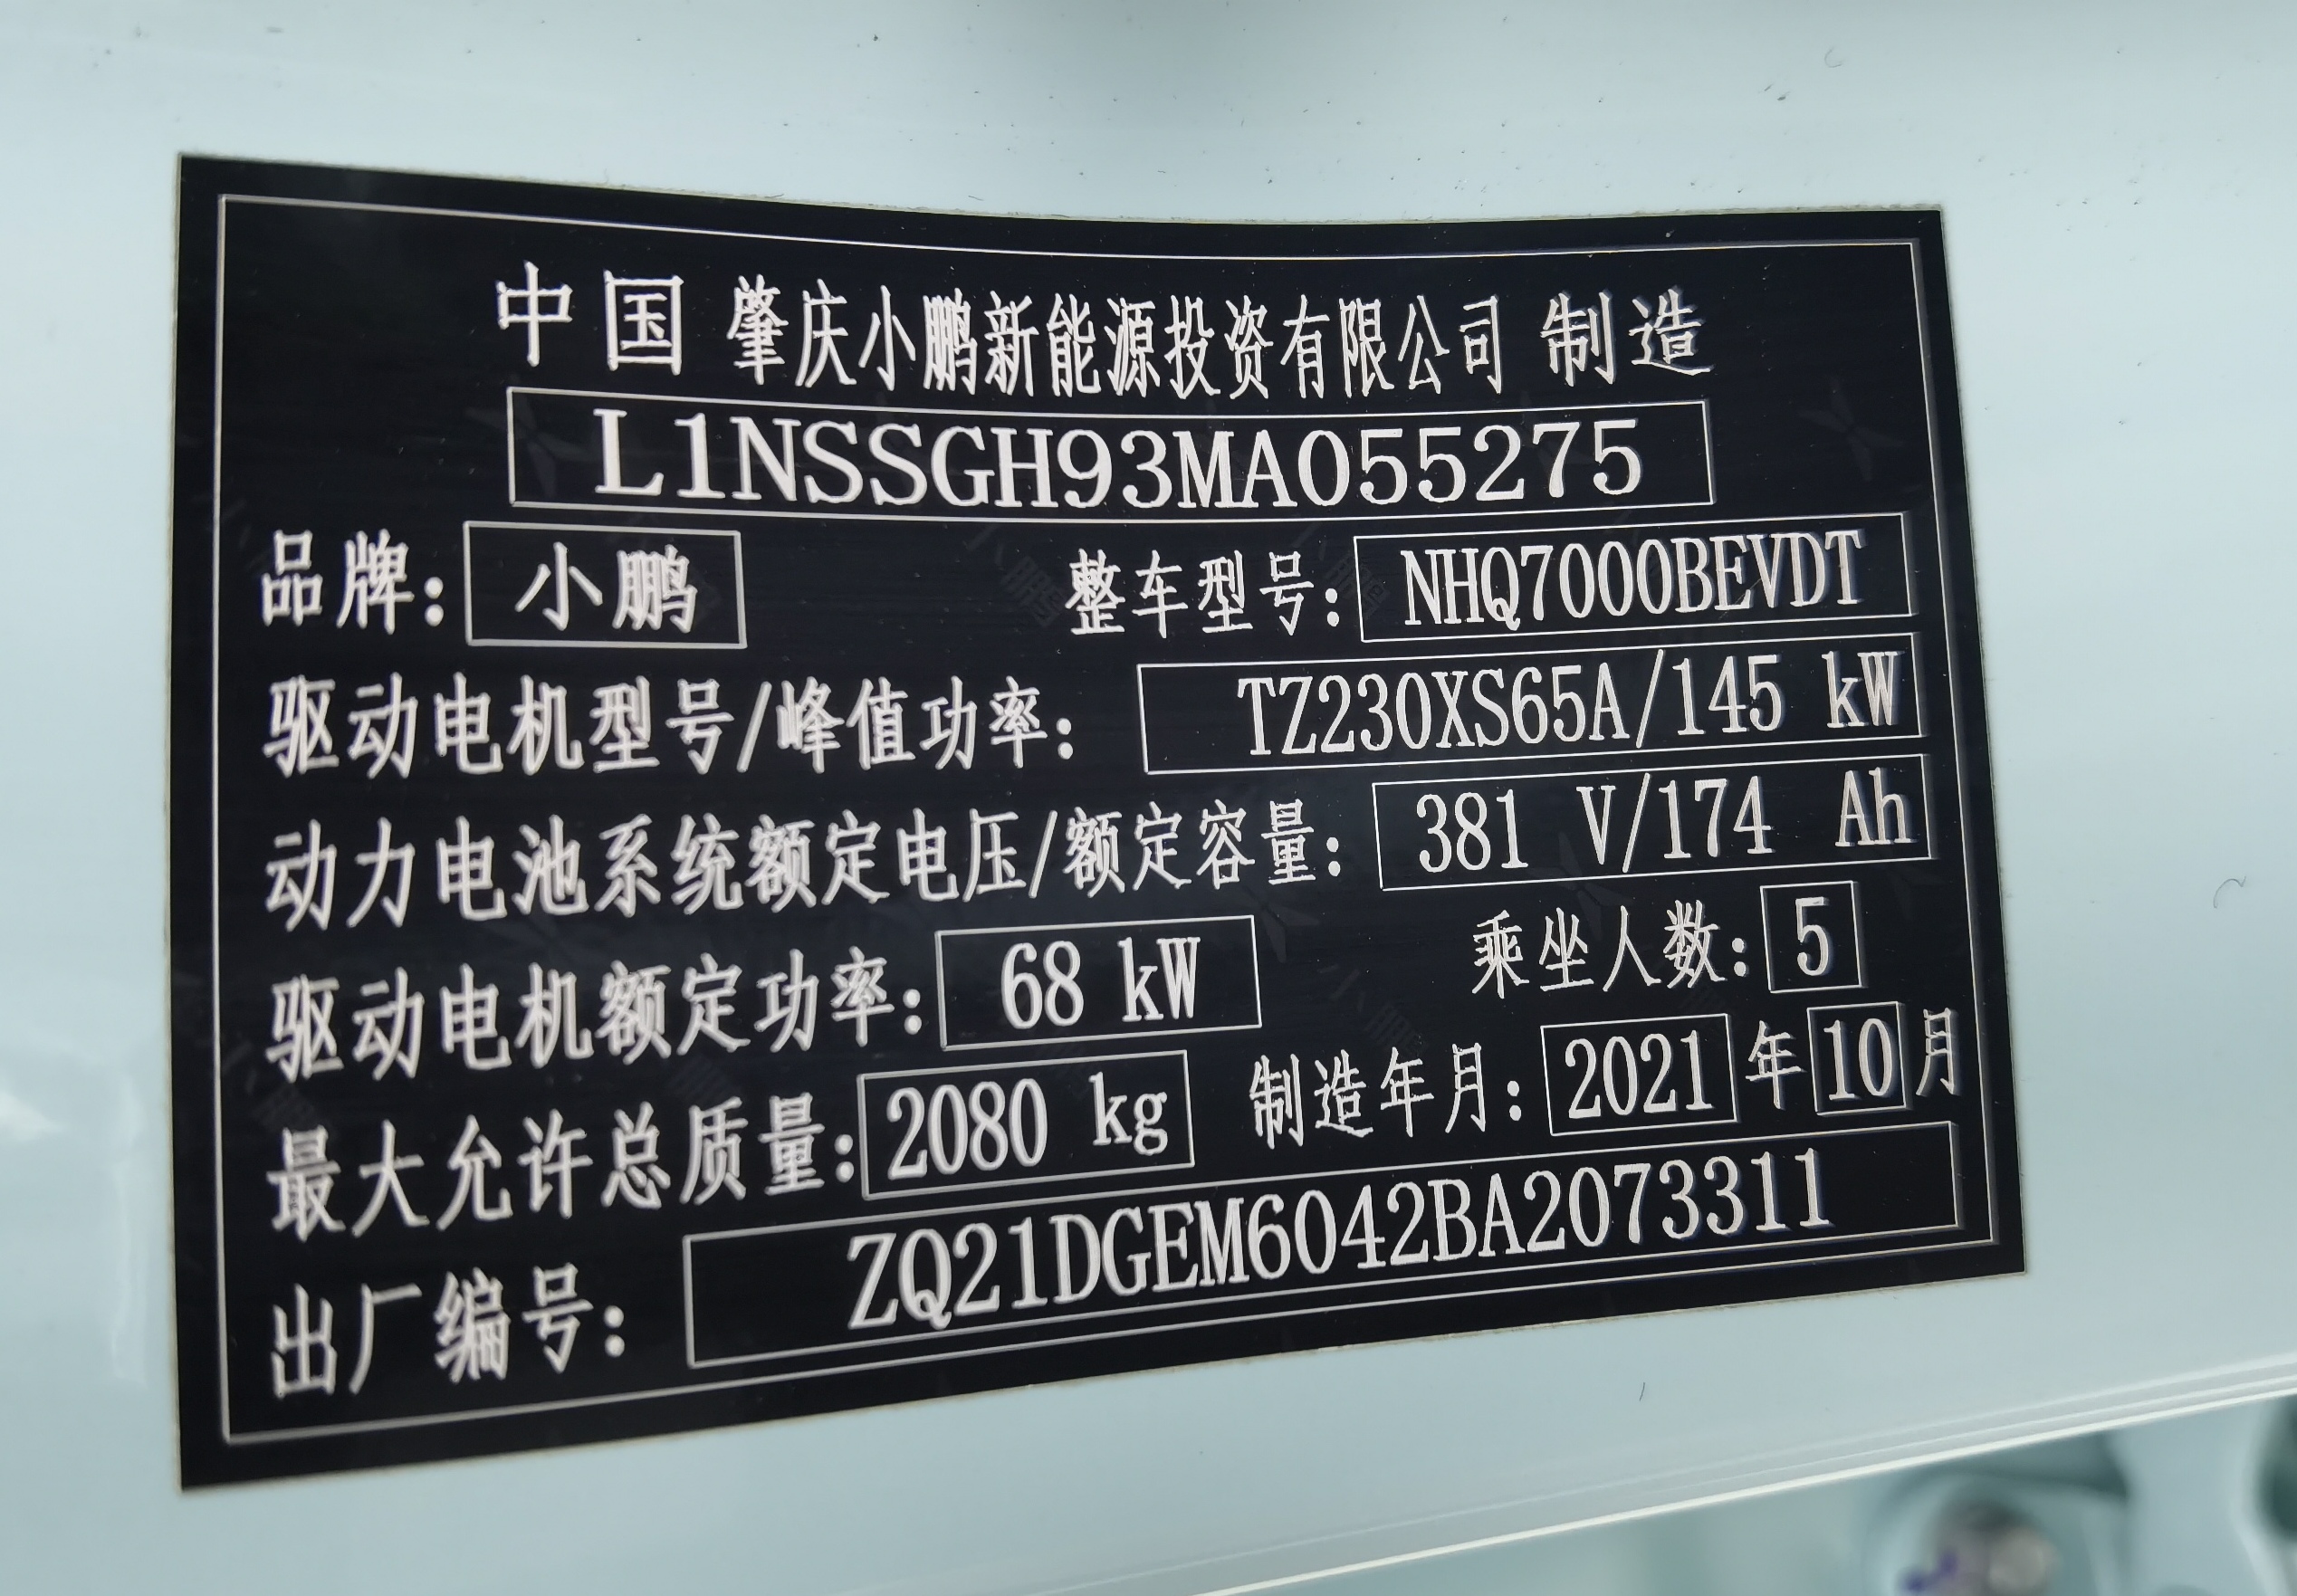 中国 肇庆小鹏新能源投资有限公司 制造
L1NSSGH93MA055275
品牌: 小鹏 整车型号: NHQ7000BEVDT
驱动电机型号/峰值功率: TZ230XS65A/145 kW
动力电池系统额定电压/额定容量: 381 V/174 Ah
驱动电机额定功率: 68 kW 乘坐人数: 5
最大允许总质量: 2080 kg 制造年月: 2021 年 10 月
出厂编号: ZQ21DGEM6042BA2073311